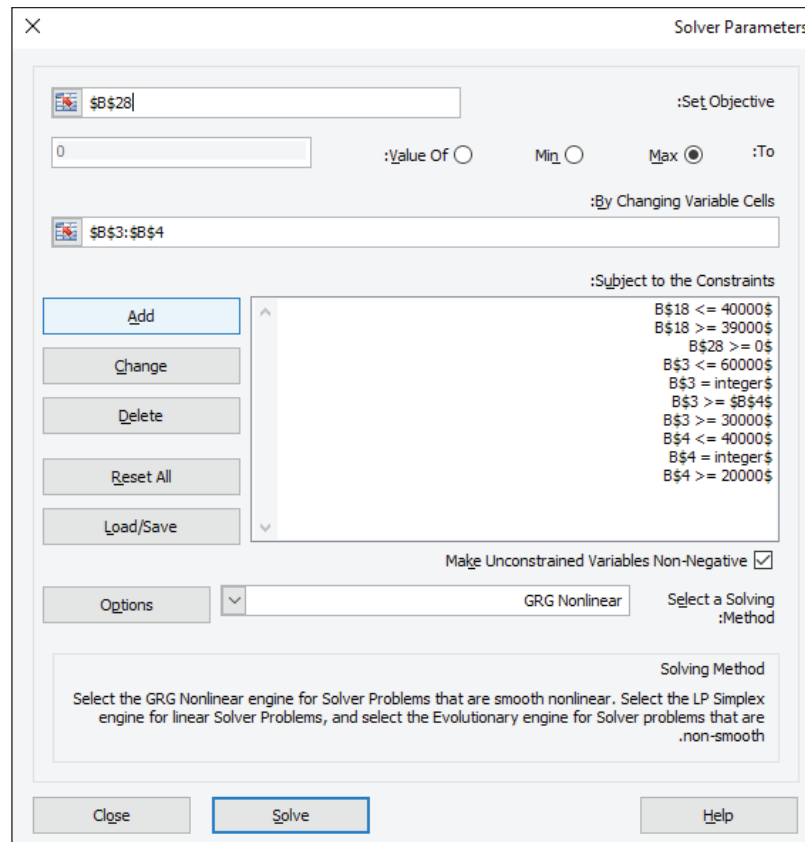 Solver Parameters
:Set Objective
$B$28
:To
Max
Min
:Value Of
0
:By Changing Variable Cells
$B$3:$B$4
:Subject to the Constraints
B$18 <= 40000$
B$18 >= 39000$
B$28 >= 0$
B$3 <= 60000$
B$3 = integer$
B$3 >= $B$4$
B$3 >= 30000$
B$4 <= 40000$
B$4 = integer$
B$4 >= 20000$
Add
Change
Delete
Reset All
Load/Save
Make Unconstrained Variables Non-Negative
Select a Solving
:Method
GRG Nonlinear
Options
Solving Method
Select the GRG Nonlinear engine for Solver Problems that are smooth nonlinear. Select the LP Simplex
engine for linear Solver Problems, and select the Evolutionary engine for Solver problems that are
.non-smooth
Close
Solve
Help